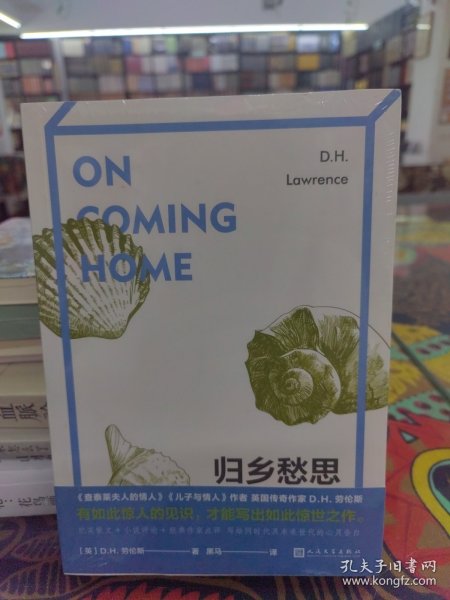 ON
COMING
HOME
D.H.
Lawrence
归乡愁思
《查泰莱夫人的情人》《儿子与情人》作者 英国传奇作家 D.H. 劳伦斯
有如此惊人的见识，才能写出如此惊世之作。
[英] D.H. 劳伦斯 著 黑马 译
人民文学出版社
血脉
孔夫子旧书网
kongfz.com